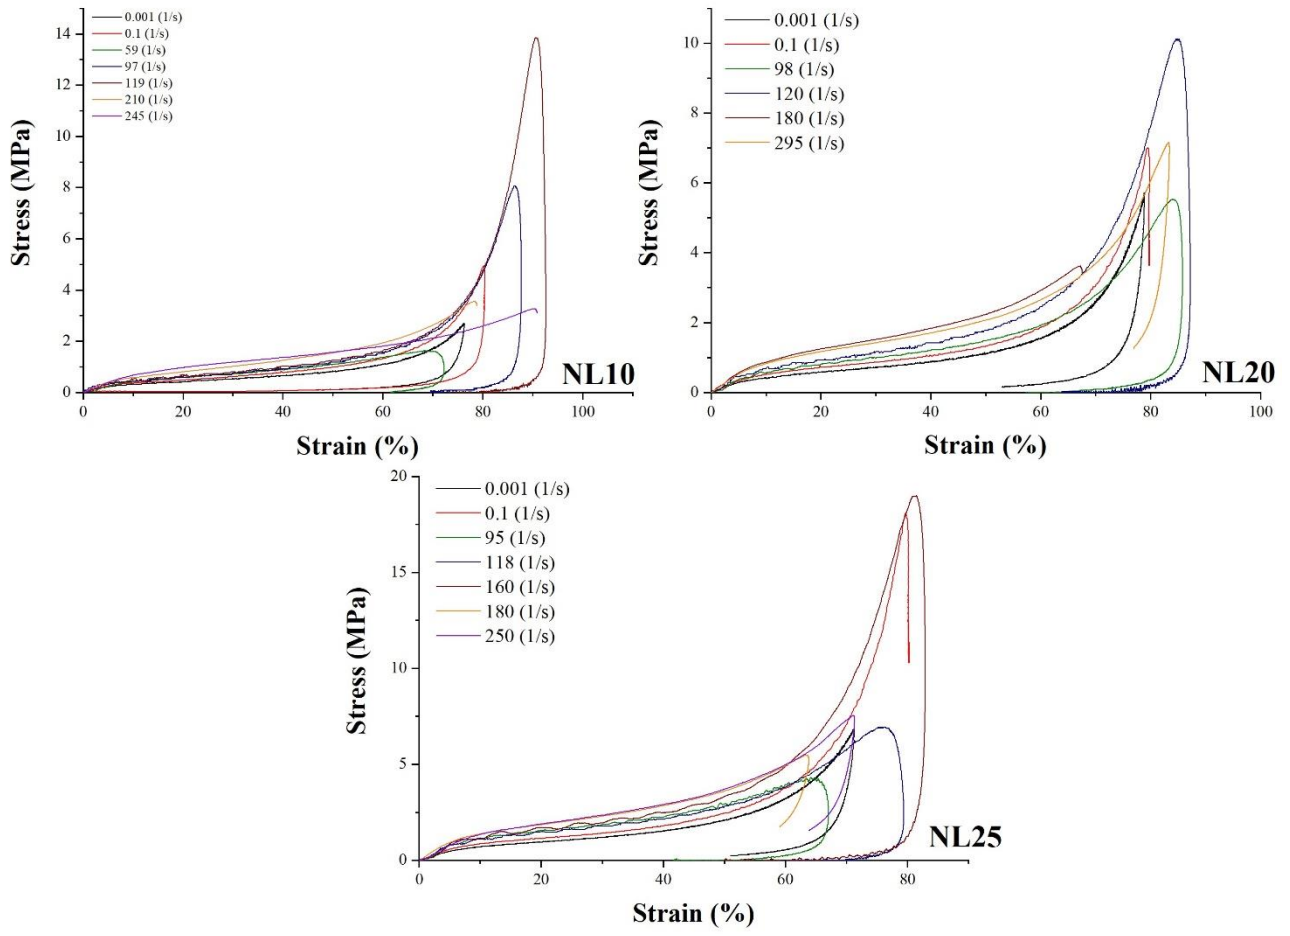 14
12
10
8
6
4
2
0
Stress (MPa)
0.001 (1/s)
0.1 (1/s)
59 (1/s)
97 (1/s)
119 (1/s)
210 (1/s)
245 (1/s)
NL10
0 20 40 60 80 100
Strain (%)
10
8
6
4
2
0
Stress (MPa)
0.001 (1/s)
0.1 (1/s)
98 (1/s)
120 (1/s)
180 (1/s)
295 (1/s)
NL20
0 20 40 60 80 100
Strain (%)
20
15
10
5
0
Stress (MPa)
0.001 (1/s)
0.1 (1/s)
95 (1/s)
118 (1/s)
160 (1/s)
180 (1/s)
250 (1/s)
NL25
0 20 40 60 80
Strain (%)